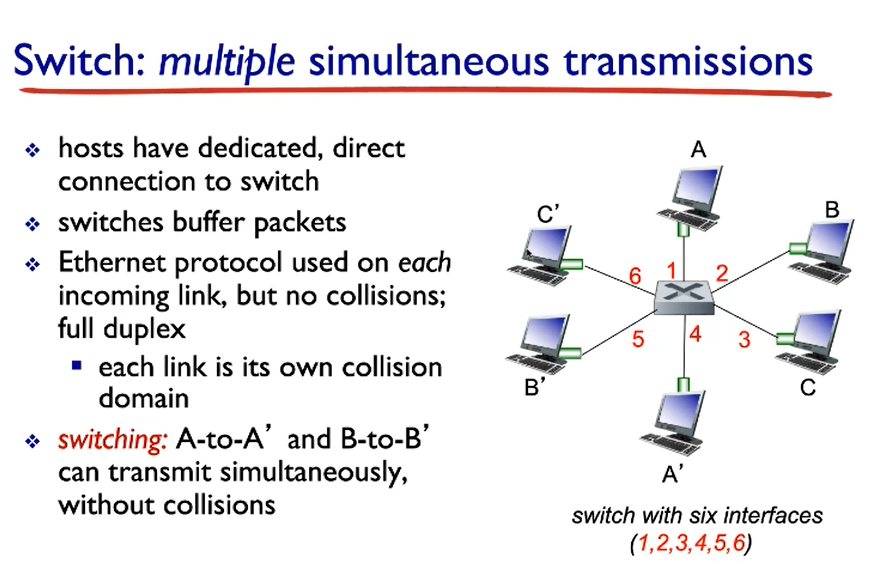 Switch: multiple simultaneous transmissions
❖ hosts have dedicated, direct
connection to switch
❖ switches buffer packets
❖ Ethernet protocol used on each
incoming link, but no collisions;
full duplex
▪ each link is its own collision
domain
❖ switching: A-to-A’ and B-to-B’
can transmit simultaneously,
without collisions
A
B
C’
6 1 2
5 4 3
B’
C
A’
switch with six interfaces
(1,2,3,4,5,6)